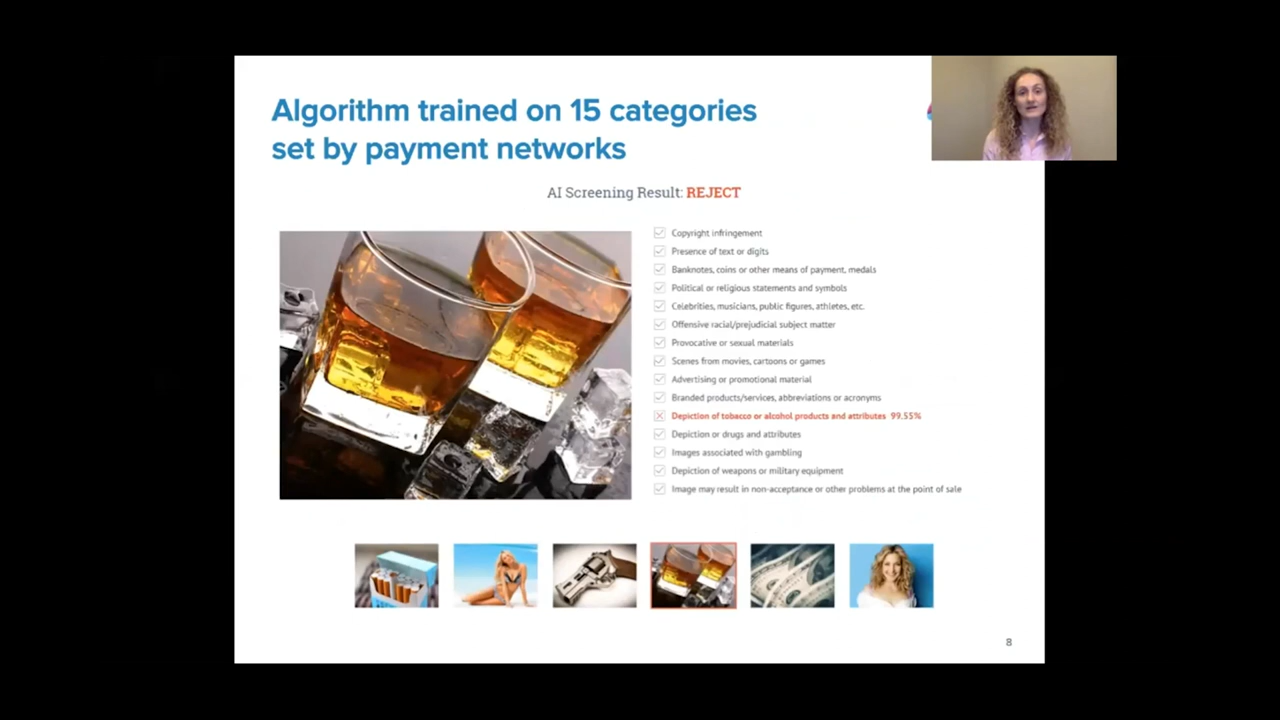 Algorithm trained on 15 categories
set by payment networks
AI Screening Result: REJECT
Copyright infringement
Presence of text or digits
Banknotes, coins or other means of payment, medals
Political or religious statements and symbols
Celebrities, musicians, public figures, athletes, etc.
Offensive racial/prejudicial subject matter
Provocative or sexual materials
Scenes from movies, cartoons or games
Advertising or promotional material
Branded products/services, abbreviations or acronyms
Depiction of tobacco or alcohol products and attributes 99.55%
Depiction or drugs and attributes
Images associated with gambling
Depiction of weapons or military equipment
Image may result in non-acceptance or other problems at the point of sale
8